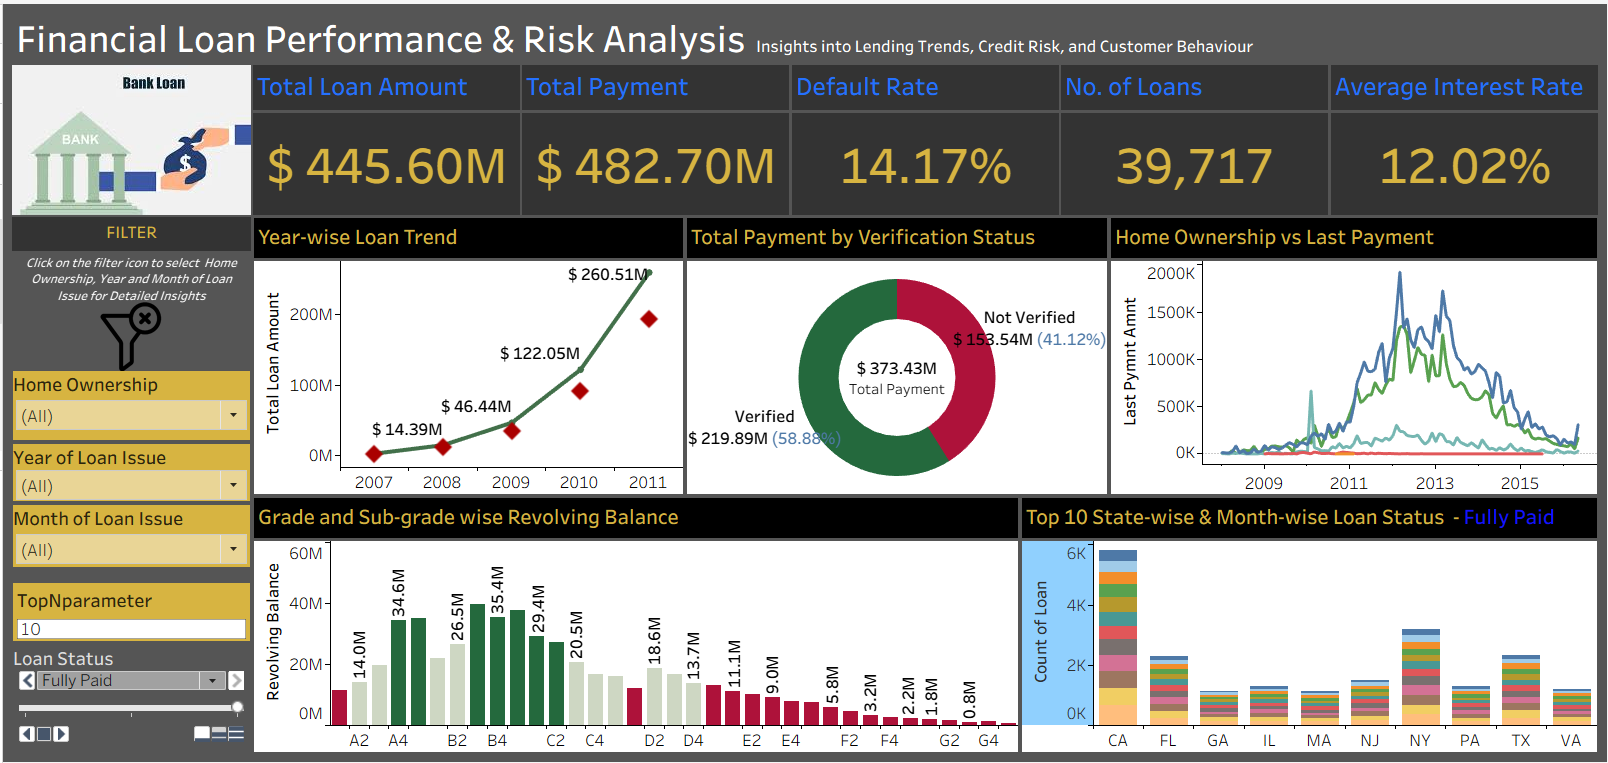 Financial Loan Performance & Risk Analysis Insights into Lending Trends, Credit Risk, and Customer Behaviour
Bank Loan
BANK
$
Total Loan Amount
$ 445.60M
Total Payment
$ 482.70M
Default Rate
14.17%
No. of Loans
39,717
Average Interest Rate
12.02%
FILTER
Click on the filter icon to select Home
Ownership, Year and Month of Loan
Issue for Detailed Insights
Home Ownership
(All)
Year of Loan Issue
(All)
Month of Loan Issue
(All)
TopNparameter
10
Loan Status
Fully Paid
Year-wise Loan Trend
Total Loan Amount
200M
100M
0M
$ 14.39M
$ 46.44M
$ 122.05M
$ 260.51M
2007 2008 2009 2010 2011
Total Payment by Verification Status
Not Verified
$ 153.54M (41.12%)
$ 373.43M
Total Payment
Verified
$ 219.89M (58.88%)
Home Ownership vs Last Payment
Last Pymnt Amnt
2000K
1500K
1000K
500K
0K
2009 2011 2013 2015
Grade and Sub-grade wise Revolving Balance
Revolving Balance
60M
40M
20M
0M
14.0M
34.6M
26.5M
35.4M
29.4M
20.5M
18.6M
13.7M
11.1M
9.0M
5.8M
3.2M
2.2M
1.8M
0.8M
A2 A4 B2 B4 C2 C4 D2 D4 E2 E4 F2 F4 G2 G4
Top 10 State-wise & Month-wise Loan Status - Fully Paid
Count of Loan
6K
4K
2K
0K
CA FL GA IL MA NJ NY PA TX VA